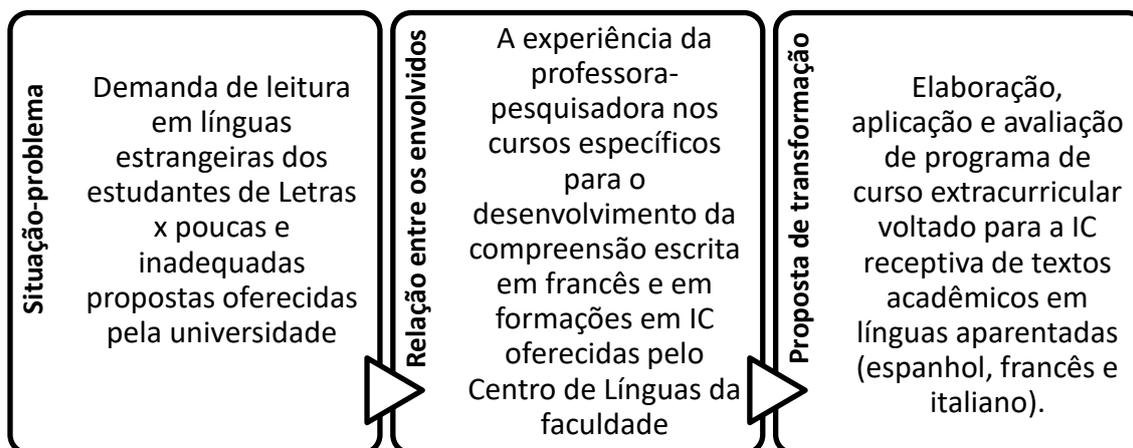 Situação-problema
Demanda de leitura
em línguas
estrangeiras dos
estudantes de Letras
x poucas e
inadequadas
propostas oferecidas
pela universidade
Relação entre os envolvidos
A experiência da
professora-
pesquisadora nos
cursos específicos
para o
desenvolvimento da
compreensão escrita
em francês e em
formações em IC
oferecidas pelo
Centro de Línguas da
faculdade
Proposta de transformação
Elaboração,
aplicação e avaliação
de programa de
curso extracurricular
voltado para a IC
receptiva de textos
acadêmicos em
línguas aparentadas
(espanhol, francês e
italiano).